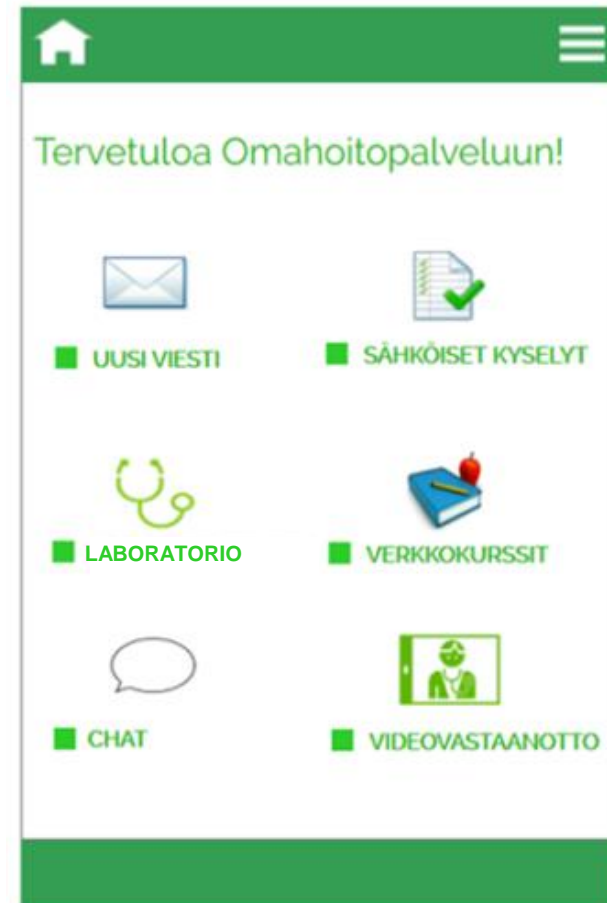 Tervetuloa Omahoitopalveluun!
UUSI VIESTI
SÄHKÖISET KYSELYT
LABORATORIO
VERKKOKURSSIT
CHAT
VIDEOVASTAANOTTO